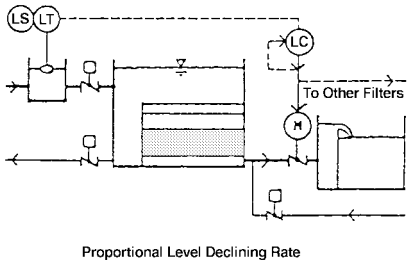 LS LT
LC
To Other Filters
M
Proportional Level Declining Rate